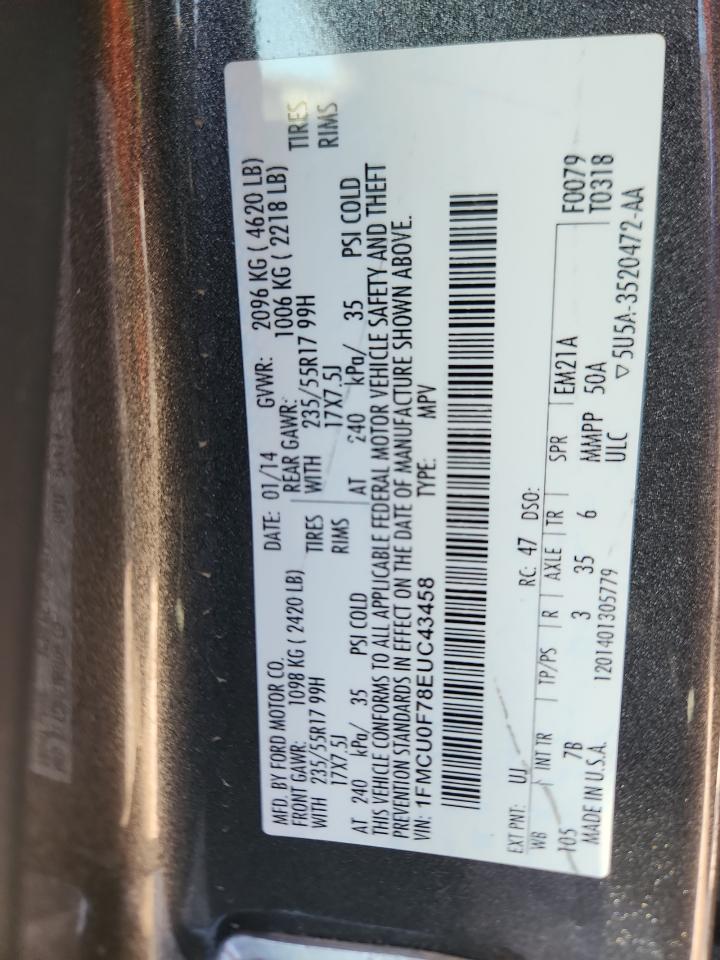 MFD. BY FORD MOTOR CO.
DATE: 01/14 GVWR: 2096 KG ( 4620 LB)
FRONT GAWR: 1098 KG ( 2420 LB) REAR GAWR: 1006 KG ( 2218 LB)
WITH 235/55R17 99H TIRES WITH 235/55R17 99H TIRES
17X7.5J RIMS 17X7.5J RIMS
AT 240 kPa/ 35 PSI COLD AT 240 kPa/ 35 PSI COLD
THIS VEHICLE CONFORMS TO ALL APPLICABLE FEDERAL MOTOR VEHICLE SAFETY AND THEFT
PREVENTION STANDARDS IN EFFECT ON THE DATE OF MANUFACTURE SHOWN ABOVE.
VIN: 1FMCU0F78EUC43458 TYPE: MPV
EXT PNT: UJ RC: 47 DSO:
WB INT TR TP/PS R AXLE TR SPR EM21A F0079
105 7B 3 35 6 MMPP 50A T0318
MADE IN U.S.A. 1201401305779 ULC
▽5U5A-3520472-AA